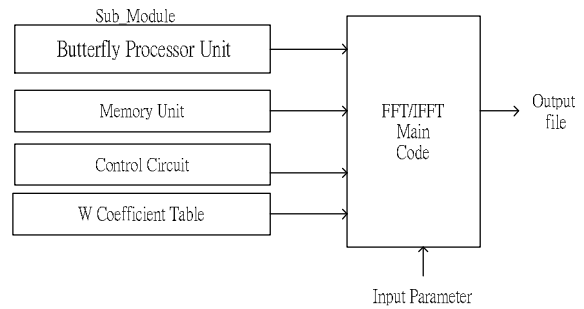 Sub_Module
Butterfly Processor Unit
Memory Unit
Control Circuit
W Coefficient Table
FFT/IFFT
Main
Code
Output
file
Input Parameter